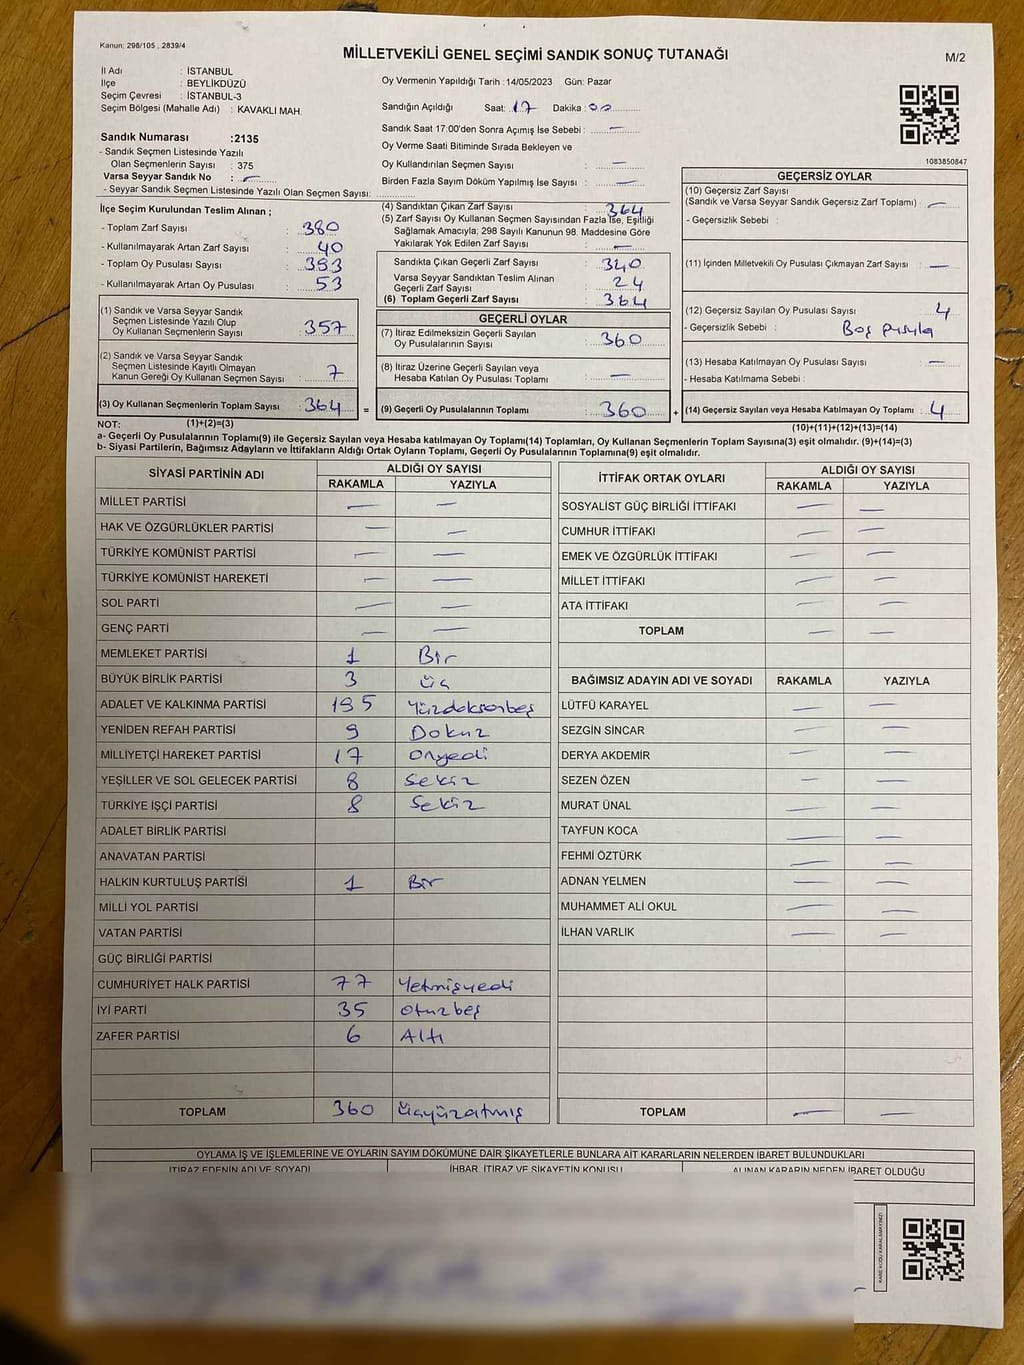 Kanun: 298/105 , 2839/4
MİLLETVEKİLİ GENEL SEÇİMİ SANDIK SONUÇ TUTANAĞI
M/2
İl Adı : İSTANBUL
İlçe : BEYLİKDÜZÜ
Seçim Çevresi : İSTANBUL-3
Seçim Bölgesi (Mahalle Adı) : KAVAKLI MAH.
Sandık Numarası :2135
- Sandık Seçmen Listesinde Yazılı
Olan Seçmenlerin Sayısı : 375
Varsa Seyyar Sandık No : –
- Seyyar Sandık Seçmen Listesinde Yazılı Olan Seçmen Sayısı:
Oy Vermenin Yapıldığı Tarih : 14/05/2023 Gün: Pazar
Sandığın Açıldığı Saat: 17 Dakika : 00
Sandık Saat 17:00'den Sonra Açımış İse Sebebi : –
Oy Verme Saati Bitiminde Sırada Bekleyen ve
Oy Kullandırılan Seçmen Sayısı : –
Birden Fazla Sayım Döküm Yapılmış İse Sayısı : –
1083850847
İlçe Seçim Kurulundan Teslim Alınan ;
- Toplam Zarf Sayısı : 380
- Kullanılmayarak Artan Zarf Sayısı : 40
- Toplam Oy Pusulası Sayısı : 393
- Kullanılmayarak Artan Oy Pusulası : 53
(1) Sandık ve Varsa Seyyar Sandık
Seçmen Listesinde Yazılı Olup
Oy Kullanan Seçmenlerin Sayısı : 357
(2) Sandık ve Varsa Seyyar Sandık
Seçmen Listesinde Kayıtlı Olmayan
Kanun Gereği Oy Kullanan Seçmen Sayısı : 7
(3) Oy Kullanan Seçmenlerin Toplam Sayısı : 364
(4) Sandıktan Çıkan Zarf Sayısı : 364
(5) Zarf Sayısı Oy Kullanan Seçmen Sayısından Fazla İse, Eşitliği
Sağlamak Amacıyla; 298 Sayılı Kanunun 98. Maddesine Göre
Yakılarak Yok Edilen Zarf Sayısı : –
Sandıkta Çıkan Geçerli Zarf Sayısı : 340
Varsa Seyyar Sandıktan Teslim Alınan
Geçerli Zarf Sayısı : 24
(6) Toplam Geçerli Zarf Sayısı : 364
GEÇERLİ OYLAR
(7) İtiraz Edilmeksizin Geçerli Sayılan
Oy Pusulalarının Sayısı : 360
(8) İtiraz Üzerine Geçerli Sayılan veya
Hesaba Katılan Oy Pusulası Toplamı : –
= (9) Geçerli Oy Pusulalarının Toplamı : 360 +
GEÇERSİZ OYLAR
(10) Geçersiz Zarf Sayısı
(Sandık ve Varsa Seyyar Sandık Geçersiz Zarf Toplamı) : –
- Geçersizlik Sebebi :
(11) İçinden Milletvekili Oy Pusulası Çıkmayan Zarf Sayısı : –
(12) Geçersiz Sayılan Oy Pusulası Sayısı : 4
- Geçersizlik Sebebi : Boş pusula
(13) Hesaba Katılmayan Oy Pusulası Sayısı : –
- Hesaba Katılmama Sebebi :
(14) Geçersiz Sayılan veya Hesaba Katılmayan Oy Toplamı : 4
NOT: (1)+(2)=(3)
(10)+(11)+(12)+(13)=(14)
a- Geçerli Oy Pusulalarının Toplamı(9) ile Geçersiz Sayılan veya Hesaba katılmayan Oy Toplamı(14) Toplamları, Oy Kullanan Seçmenlerin Toplam Sayısına(3) eşit olmalıdır. (9)+(14)=(3)
b- Siyasi Partilerin, Bağımsız Adayların ve İttifakların Aldığı Ortak Oyların Toplamı, Geçerli Oy Pusulalarının Toplamına(9) eşit olmalıdır.
SİYASİ PARTİNİN ADI ALDIĞI OY SAYISI
RAKAMLA YAZIYLA
MİLLET PARTİSİ – –
HAK VE ÖZGÜRLÜKLER PARTİSİ – –
TÜRKİYE KOMÜNİST PARTİSİ – –
TÜRKİYE KOMÜNİST HAREKETİ – –
SOL PARTİ – –
GENÇ PARTİ – –
MEMLEKET PARTİSİ 1 Bir
BÜYÜK BİRLİK PARTİSİ 3 üç
ADALET VE KALKINMA PARTİSİ 195 Yüzdoksanbeş
YENİDEN REFAH PARTİSİ 9 Dokuz
MİLLİYETÇİ HAREKET PARTİSİ 17 Onyedi
YEŞİLLER VE SOL GELECEK PARTİSİ 8 Sekiz
TÜRKİYE İŞÇİ PARTİSİ 8 Sekiz
ADALET BİRLİK PARTİSİ
ANAVATAN PARTİSİ
HALKIN KURTULUŞ PARTİSİ 1 Bir
MİLLİ YOL PARTİSİ
VATAN PARTİSİ
GÜÇ BİRLİĞİ PARTİSİ
CUMHURİYET HALK PARTİSİ 77 Yetmişyedi
İYİ PARTİ 35 Otuzbeş
ZAFER PARTİSİ 6 Altı
TOPLAM 360 üçyüzatmış
İTTİFAK ORTAK OYLARI ALDIĞI OY SAYISI
RAKAMLA YAZIYLA
SOSYALİST GÜÇ BİRLİĞİ İTTİFAKI – –
CUMHUR İTTİFAKI – –
EMEK VE ÖZGÜRLÜK İTTİFAKI – –
MİLLET İTTİFAKI – –
ATA İTTİFAKI – –
TOPLAM – –
BAĞIMSIZ ADAYIN ADI VE SOYADI RAKAMLA YAZIYLA
LÜTFÜ KARAYEL – –
SEZGİN SİNCAR – –
DERYA AKDEMİR – –
SEZEN ÖZEN – –
MURAT ÜNAL – –
TAYFUN KOCA – –
FEHMİ ÖZTÜRK – –
ADNAN YELMEN – –
MUHAMMET ALİ OKUL – –
İLHAN VARLIK – –
TOPLAM – –
OYLAMA İŞ VE İŞLEMLERİNE VE OYLARIN SAYIM DÖKÜMÜNE DAİR ŞİKAYETLERLE BUNLARA AİT KARARLARIN NELERDEN İBARET BULUNDUKLARI
İTİRAZ EDENİN ADI VE SOYADI İHBAR, İTİRAZ VE ŞİKAYETİN KONUSU ALINAN KARARIN NEDEN İBARET OLDUĞU
KARE KODU KARALAMAYINIZ!